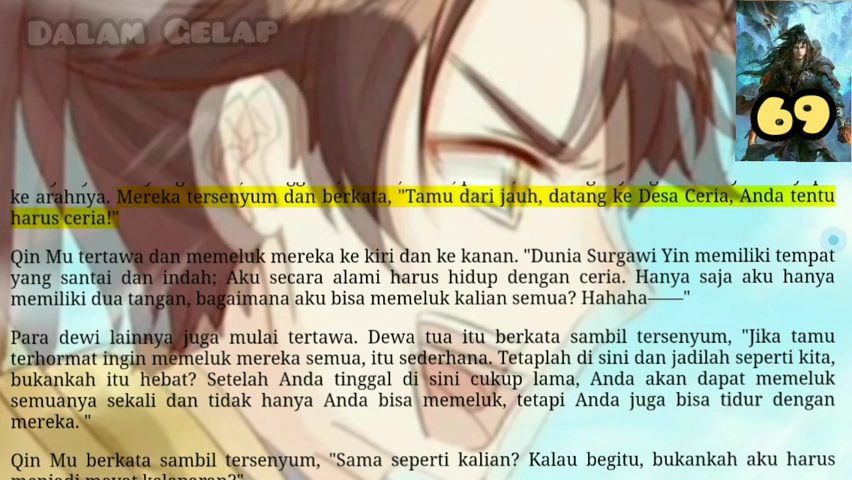 DALAM GELAP
69
ke arahnya. Mereka tersenyum dan berkata, "Tamu dari jauh, datang ke Desa Ceria, Anda tentu
harus ceria!"
Qin Mu tertawa dan memeluk mereka ke kiri dan ke kanan. "Dunia Surgawi Yin memiliki tempat
yang santai dan indah; Aku secara alami harus hidup dengan ceria. Hanya saja aku hanya
memiliki dua tangan, bagaimana aku bisa memeluk kalian semua? Hahaha——"
Para dewi lainnya juga mulai tertawa. Dewa tua itu berkata sambil tersenyum, "Jika tamu
terhormat ingin memeluk mereka semua, itu sederhana. Tetaplah di sini dan jadilah seperti kita,
bukankah itu hebat? Setelah Anda tinggal di sini cukup lama, Anda akan dapat memeluk
semuanya sekali dan tidak hanya Anda bisa memeluk, tetapi Anda juga bisa tidur dengan
mereka. "
Qin Mu berkata sambil tersenyum, "Sama seperti kalian? Kalau begitu, bukankah aku harus
menjadi mayat kelaparan?"